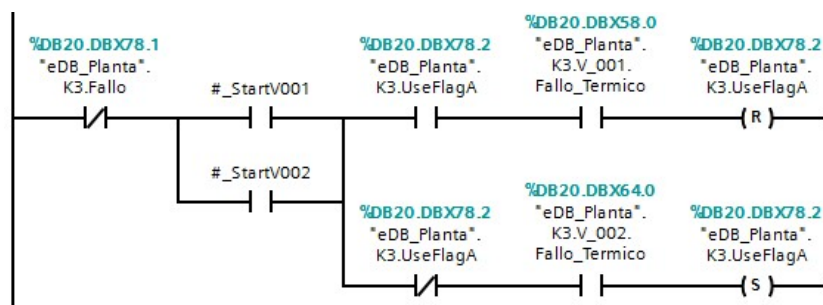 %DB20.DBX78.1
"eDB_Planta".
K3.Fallo
#_StartV001
%DB20.DBX78.2
"eDB_Planta".
K3.UseFlagA
%DB20.DBX58.0
"eDB_Planta".
K3.V_001.
Fallo_Termico
%DB20.DBX78.2
"eDB_Planta".
K3.UseFlagA
R
#_StartV002
%DB20.DBX78.2
"eDB_Planta".
K3.UseFlagA
%DB20.DBX64.0
"eDB_Planta".
K3.V_002.
Fallo_Termico
%DB20.DBX78.2
"eDB_Planta".
K3.UseFlagA
S